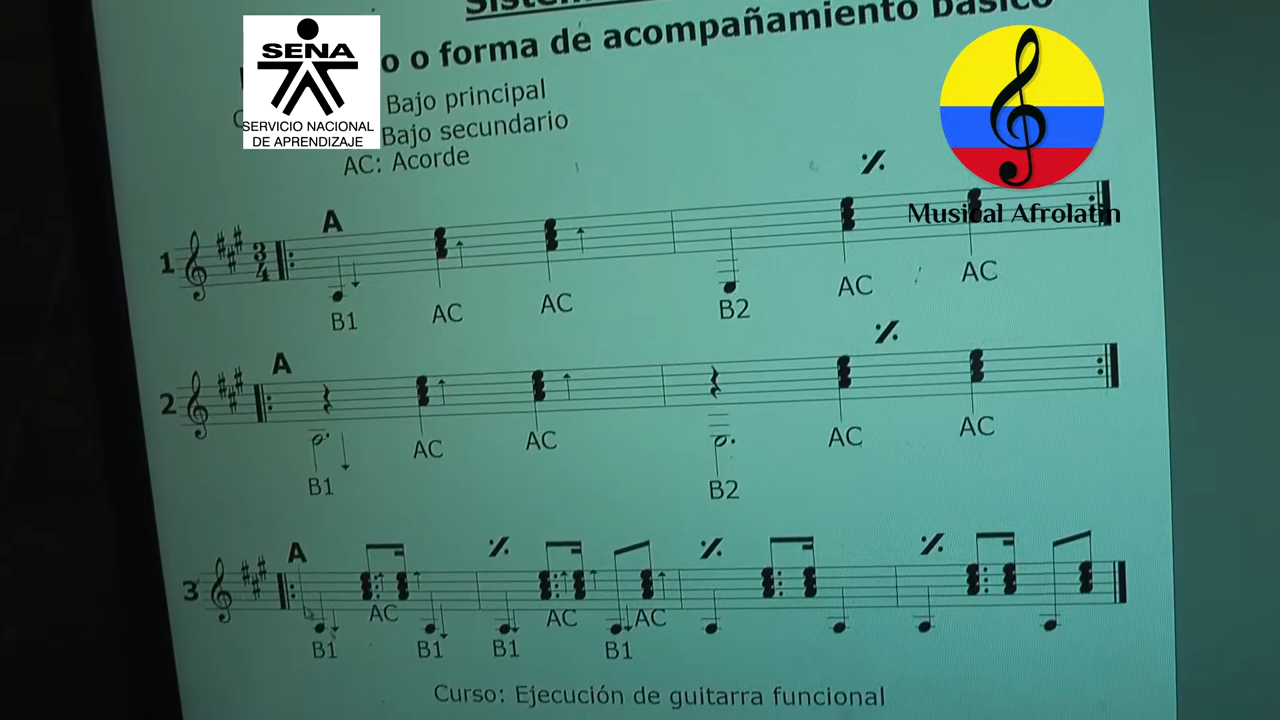 o o forma de acompañamiento básico
Bajo principal
Bajo secundario
AC: Acorde
SENA
SERVICIO NACIONAL
DE APRENDIZAJE
Musical Afrolatin
1 3/4 A
B1 AC AC B2 AC AC
2 A
B1 AC AC B2 AC AC
3 A
B1 AC B1 B1 AC B1 AC
Curso: Ejecución de guitarra funcional